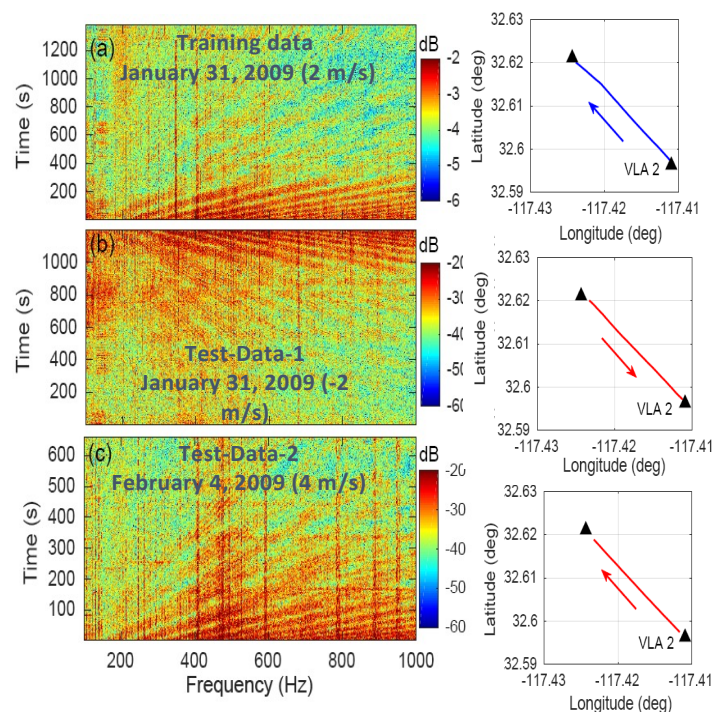 (a)
Training data
January 31, 2009 (2 m/s)
dB
-2
-3
-4
-5
-6
Time (s)
1200
1000
800
600
400
200
32.63
32.62
32.61
32.6
32.59
Latitude (deg)
VLA 2
-117.43
-117.42
-117.41
Longitude (deg)
(b)
Test-Data-1
January 31, 2009 (-2
m/s)
dB
-20
-30
-40
-50
-60
Time (s)
1000
800
600
400
200
0
32.63
32.62
32.61
32.6
32.59
Latitude (deg)
VLA 2
-117.43
-117.42
-117.41
Longitude (deg)
(c)
Test-Data-2
February 4, 2009 (4 m/s)
dB
-20
-30
-40
-50
-60
Time (s)
600
500
400
300
200
100
200
400
600
800
1000
Frequency (Hz)
32.63
32.62
32.61
32.6
32.59
Latitude (deg)
VLA 2
-117.43
-117.42
-117.41
Longitude (deg)